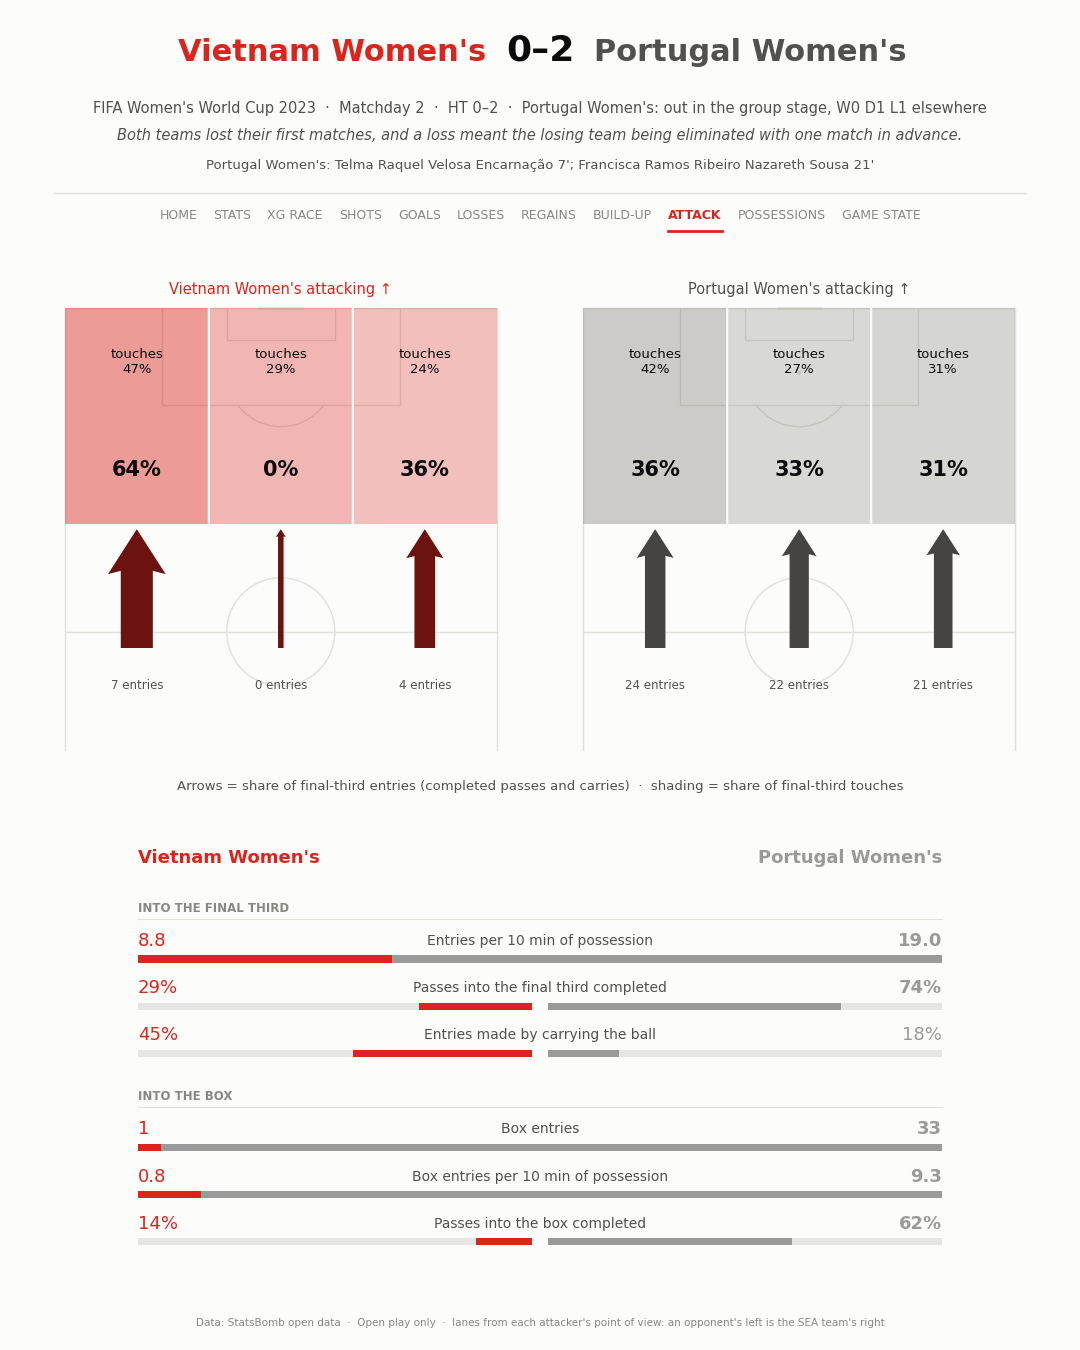 Vietnam Women's 0–2 Portugal Women's
FIFA Women's World Cup 2023 · Matchday 2 · HT 0–2 · Portugal Women's: out in the group stage, W0 D1 L1 elsewhere
Both teams lost their first matches, and a loss meant the losing team being eliminated with one match in advance.
Portugal Women's: Telma Raquel Velosa Encarnação 7'; Francisca Ramos Ribeiro Nazareth Sousa 21'
HOME STATS XG RACE SHOTS GOALS LOSSES REGAINS BUILD-UP ATTACK POSSESSIONS GAME STATE
Vietnam Women's attacking ↑
touches touches touches
47% 29% 24%
64% 0% 36%
7 entries 0 entries 4 entries
Portugal Women's attacking ↑
touches touches touches
42% 27% 31%
36% 33% 31%
24 entries 22 entries 21 entries
Arrows = share of final-third entries (completed passes and carries) · shading = share of final-third touches
Vietnam Women's Portugal Women's
INTO THE FINAL THIRD
8.8 Entries per 10 min of possession 19.0
29% Passes into the final third completed 74%
45% Entries made by carrying the ball 18%
INTO THE BOX
1 Box entries 33
0.8 Box entries per 10 min of possession 9.3
14% Passes into the box completed 62%
Data: StatsBomb open data · Open play only · lanes from each attacker's point of view: an opponent's left is the SEA team's right